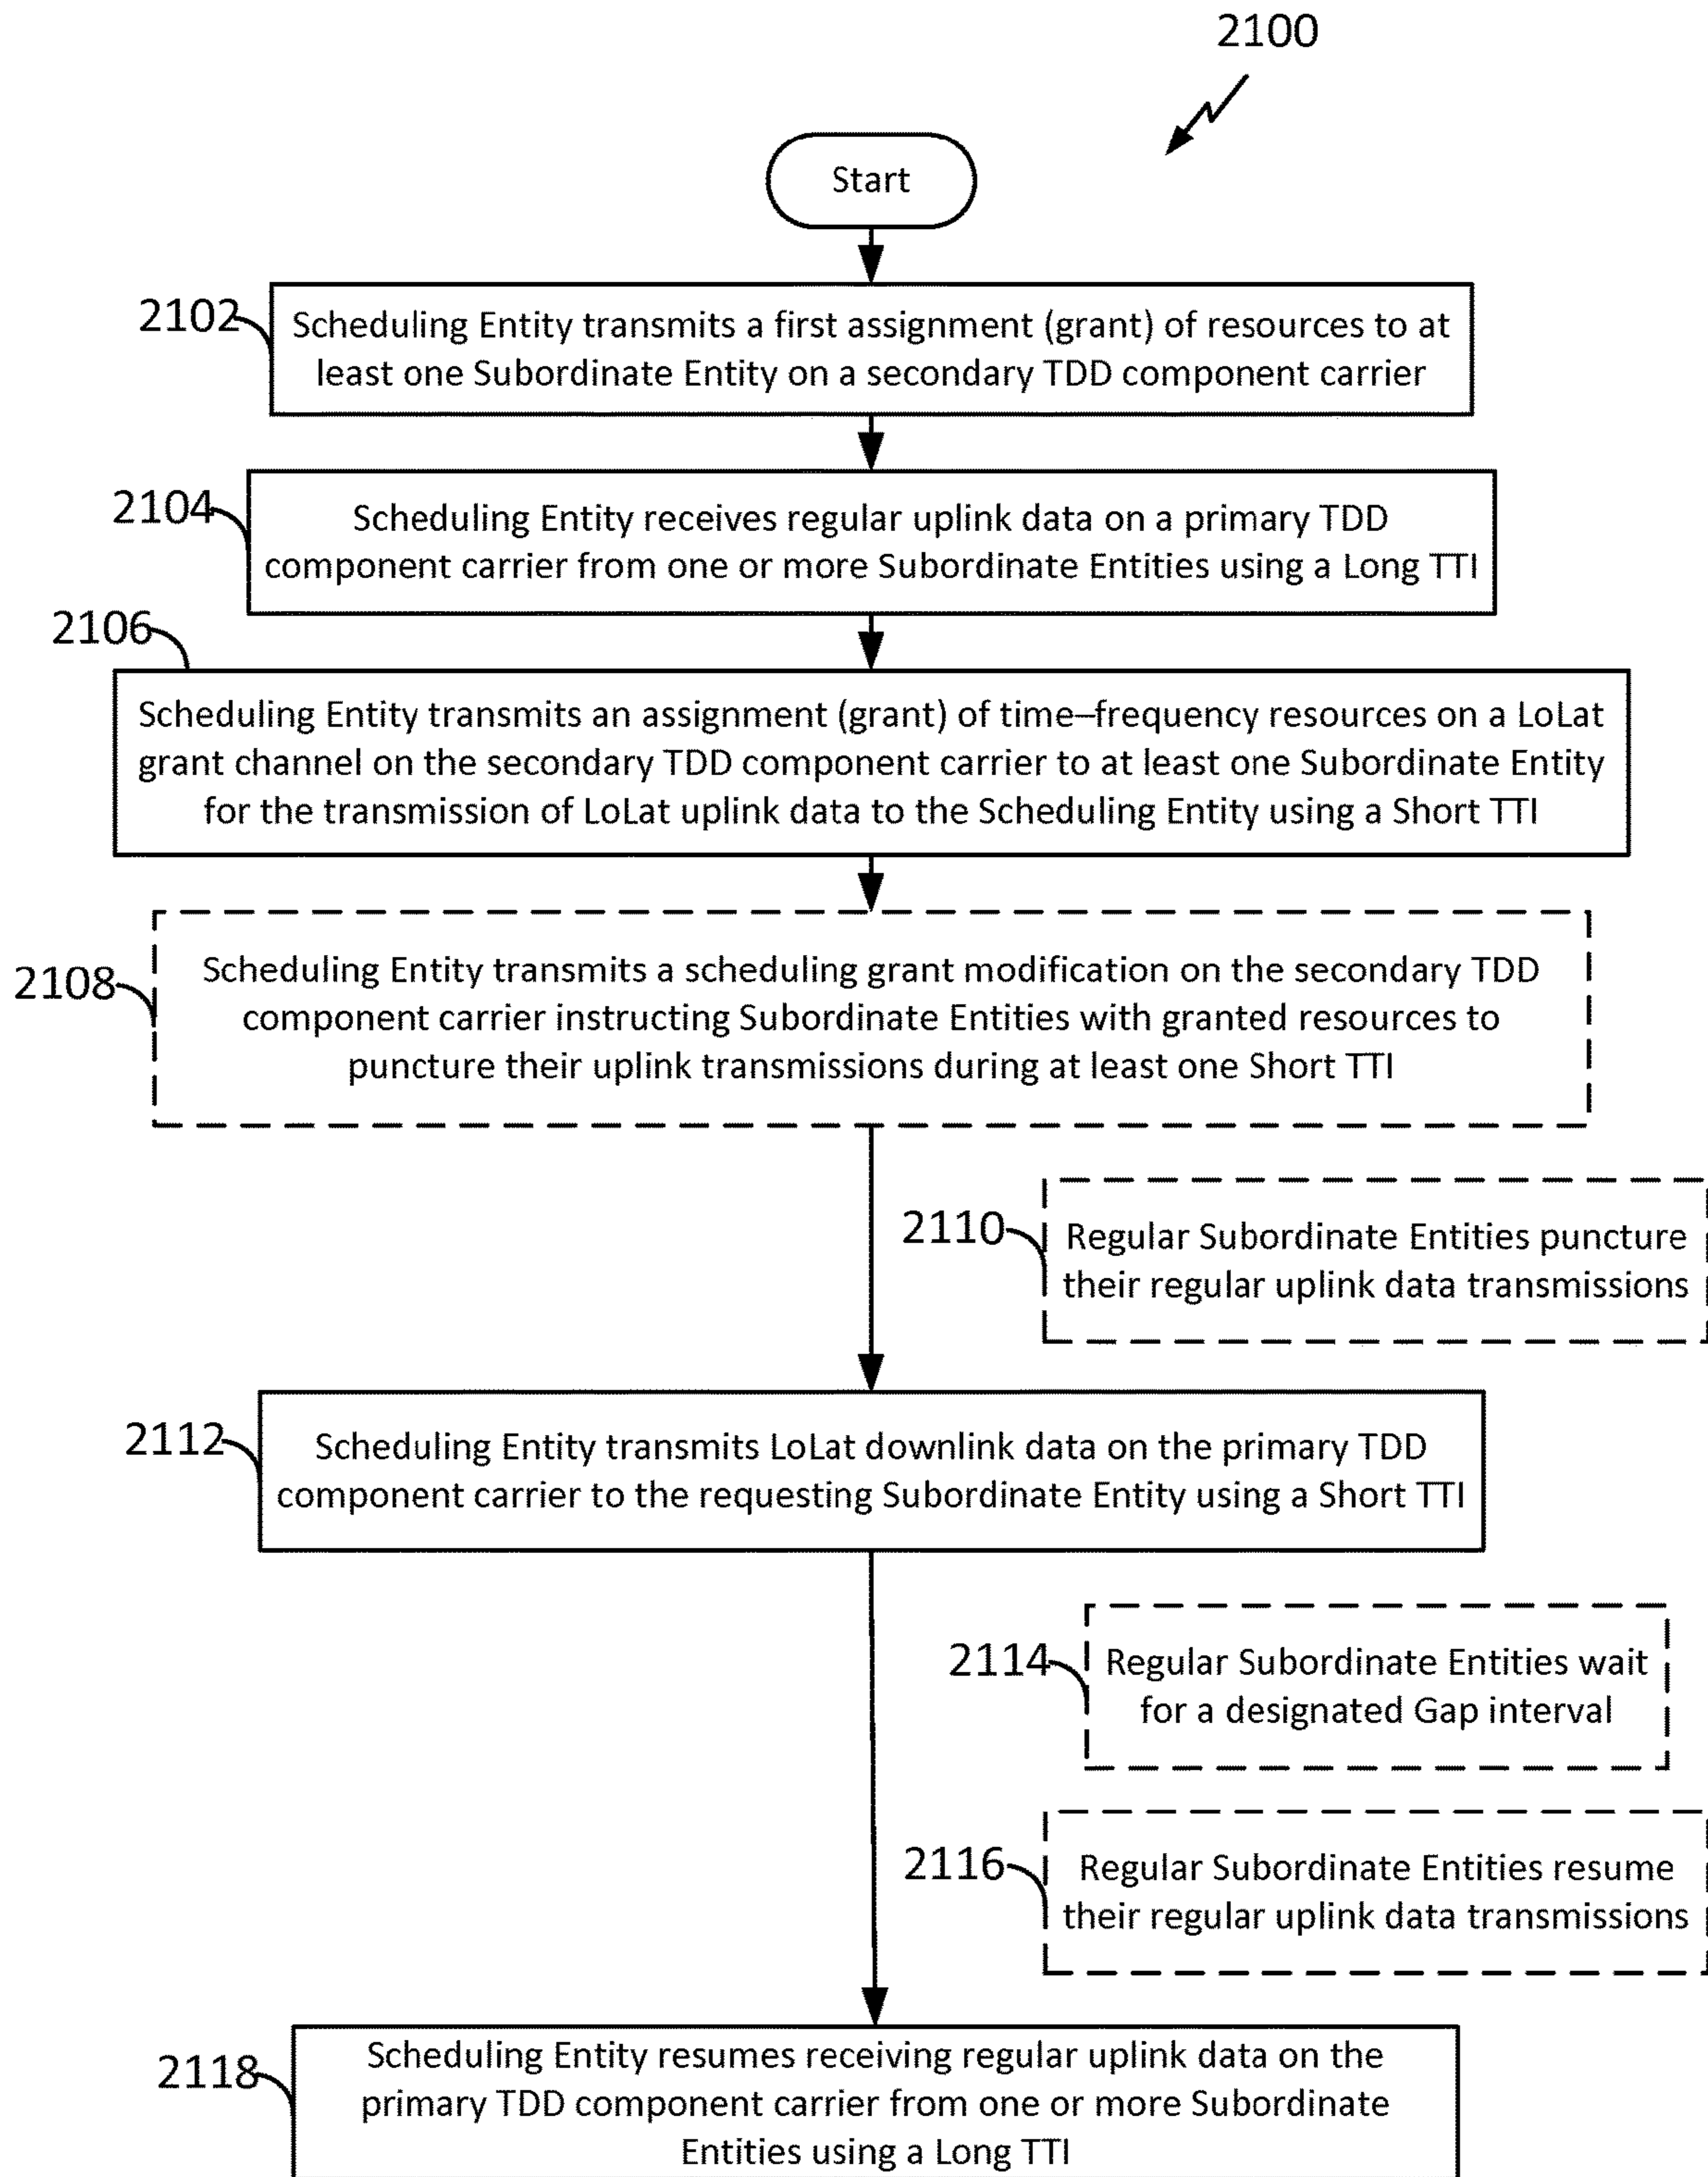 2100
Start
2102
Scheduling Entity transmits a first assignment (grant) of resources to at
least one Subordinate Entity on a secondary TDD component carrier
2104
Scheduling Entity receives regular uplink data on a primary TDD
component carrier from one or more Subordinate Entities using a Long TTI
2106
Scheduling Entity transmits an assignment (grant) of time–frequency resources on a LoLat
grant channel on the secondary TDD component carrier to at least one Subordinate Entity
for the transmission of LoLat uplink data to the Scheduling Entity using a Short TTI
2108
Scheduling Entity transmits a scheduling grant modification on the secondary TDD
component carrier instructing Subordinate Entities with granted resources to
puncture their uplink transmissions during at least one Short TTI
2110
Regular Subordinate Entities puncture
their regular uplink data transmissions
2112
Scheduling Entity transmits LoLat downlink data on the primary TDD
component carrier to the requesting Subordinate Entity using a Short TTI
2114
Regular Subordinate Entities wait
for a designated Gap interval
2116
Regular Subordinate Entities resume
their regular uplink data transmissions
2118
Scheduling Entity resumes receiving regular uplink data on the
primary TDD component carrier from one or more Subordinate
Entities using a Long TTI